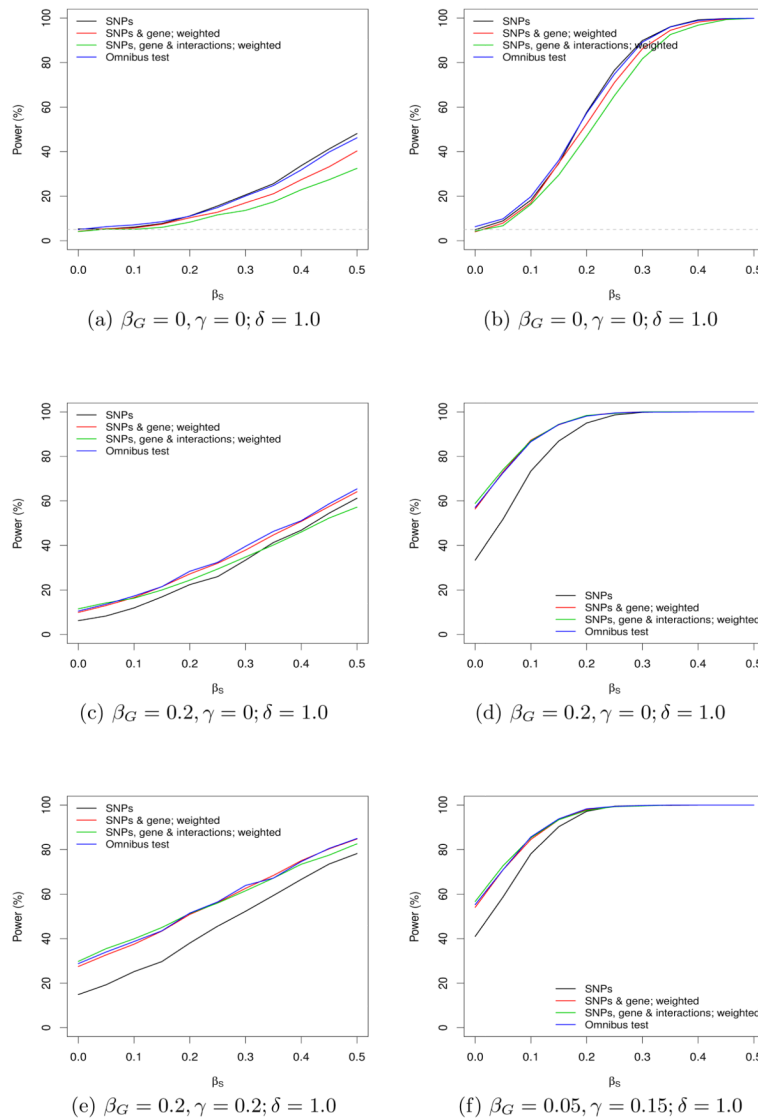 SNPs
SNPs & gene; weighted
SNPs, gene & interactions; weighted
Omnibus test
Power (%)
0 20 40 60 80 100
0.0 0.1 0.2 0.3 0.4 0.5
βS
(a) βG = 0, γ = 0; δ = 1.0
SNPs
SNPs & gene; weighted
SNPs, gene & interactions; weighted
Omnibus test
Power (%)
0 20 40 60 80 100
0.0 0.1 0.2 0.3 0.4 0.5
βS
(b) βG = 0, γ = 0; δ = 1.0
SNPs
SNPs & gene; weighted
SNPs, gene & interactions; weighted
Omnibus test
Power (%)
0 20 40 60 80 100
0.0 0.1 0.2 0.3 0.4 0.5
βS
(c) βG = 0.2, γ = 0; δ = 1.0
Power (%)
0 20 40 60 80 100
SNPs
SNPs & gene; weighted
SNPs, gene & interactions; weighted
Omnibus test
0.0 0.1 0.2 0.3 0.4 0.5
βS
(d) βG = 0.2, γ = 0; δ = 1.0
SNPs
SNPs & gene; weighted
SNPs, gene & interactions; weighted
Omnibus test
Power (%)
0 20 40 60 80 100
0.0 0.1 0.2 0.3 0.4 0.5
βS
(e) βG = 0.2, γ = 0.2; δ = 1.0
Power (%)
0 20 40 60 80 100
SNPs
SNPs & gene; weighted
SNPs, gene & interactions; weighted
Omnibus test
0.0 0.1 0.2 0.3 0.4 0.5
βS
(f) βG = 0.05, γ = 0.15; δ = 1.0